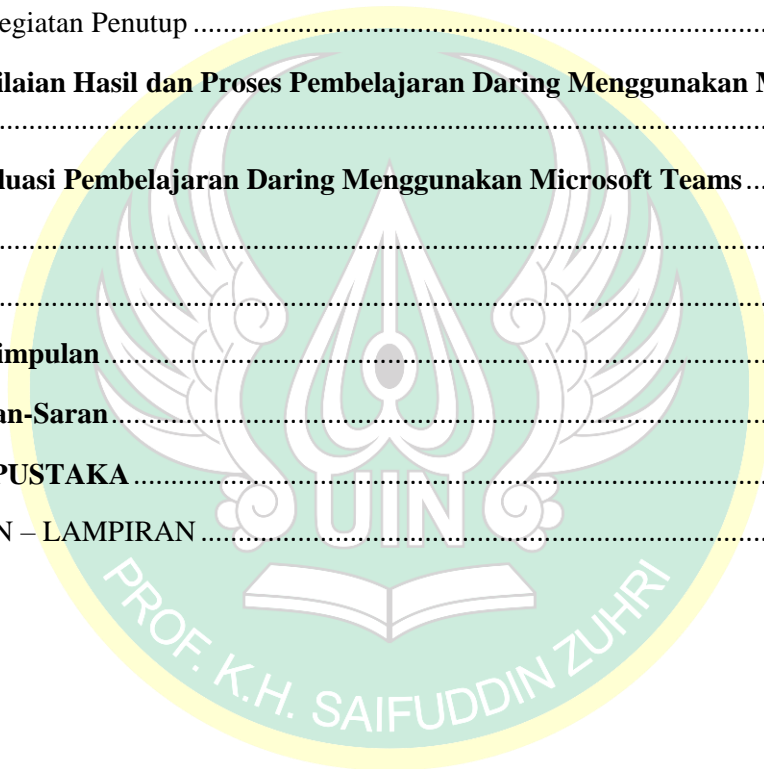 egiatan Penutup ........................................................................................................
ilaian Hasil dan Proses Pembelajaran Daring Menggunakan M
........................................................................................................
luasi Pembelajaran Daring Menggunakan Microsoft Teams ...
........................................................................................................
........................................................................................................
impulan ........................................................................................................
an-Saran ........................................................................................................
PUSTAKA ........................................................................................................
N – LAMPIRAN ........................................................................................................
UIN
PROF. K.H. SAIFUDDIN ZUHRI